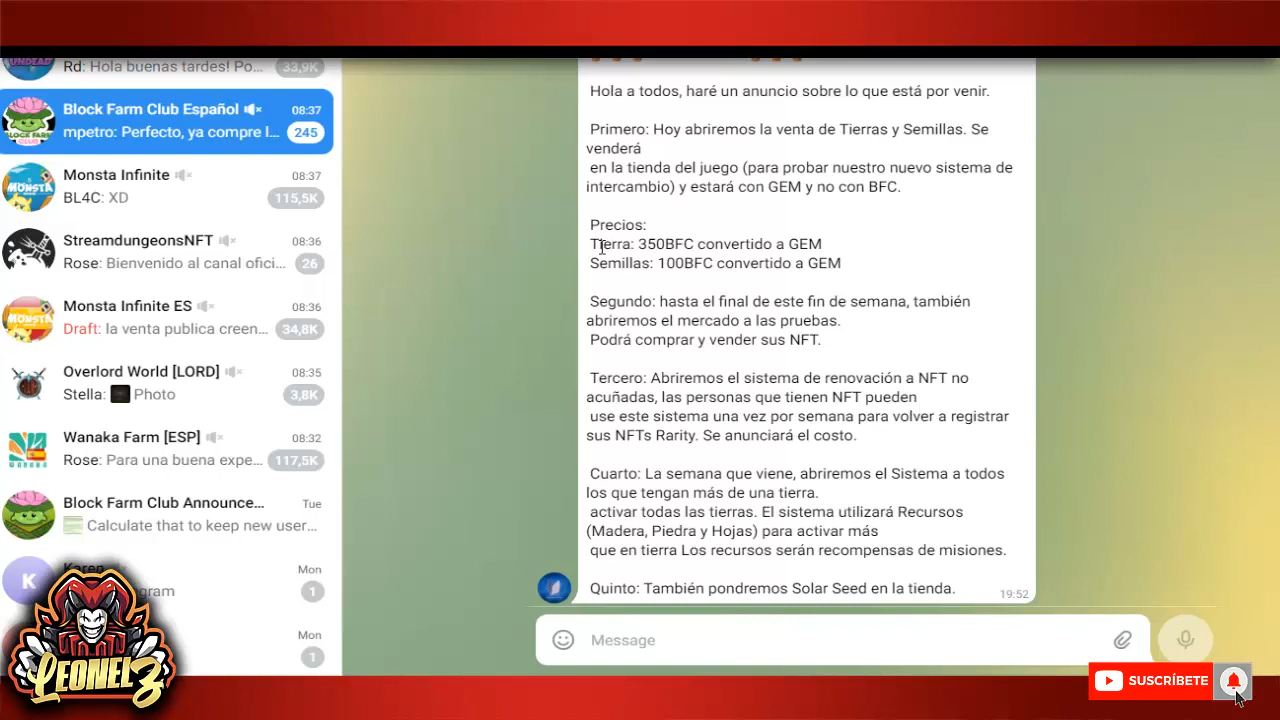 UNDEAD
Rd: Hola buenas tardes! Po...
33,9K
Block Farm Club Español
08:37
mpetro: Perfecto, ya compre l...
245
BLOCK FARM
CLUB
Monsta Infinite
08:37
BL4C: XD
115,5K
MONSTA
StreamdungeonsNFT
08:36
Rose: Bienvenido al canal ofici...
26
Monsta Infinite ES
08:36
Draft: la venta publica creen...
34,8K
MONSTA
Overlord World [LORD]
08:35
Stella: Photo
3,8K
Wanaka Farm [ESP]
08:32
Rose: Para una buena expe...
117,5K
WANAKA
Block Farm Club Announce...
Tue
Calculate that to keep new user...
K
Karen
Mon
gram
1
Mon
1
LEONELZ
Hola a todos, haré un anuncio sobre lo que está por venir.
Primero: Hoy abriremos la venta de Tierras y Semillas. Se
venderá
en la tienda del juego (para probar nuestro nuevo sistema de
intercambio) y estará con GEM y no con BFC.
Precios:
Tierra: 350BFC convertido a GEM
Semillas: 100BFC convertido a GEM
Segundo: hasta el final de este fin de semana, también
abriremos el mercado a las pruebas.
Podrá comprar y vender sus NFT.
Tercero: Abriremos el sistema de renovación a NFT no
acuñadas, las personas que tienen NFT pueden
use este sistema una vez por semana para volver a registrar
sus NFTs Rarity. Se anunciará el costo.
Cuarto: La semana que viene, abriremos el Sistema a todos
los que tengan más de una tierra.
activar todas las tierras. El sistema utilizará Recursos
(Madera, Piedra y Hojas) para activar más
que en tierra Los recursos serán recompensas de misiones.
Quinto: También pondremos Solar Seed en la tienda.
19:52
Message
SUSCRÍBETE